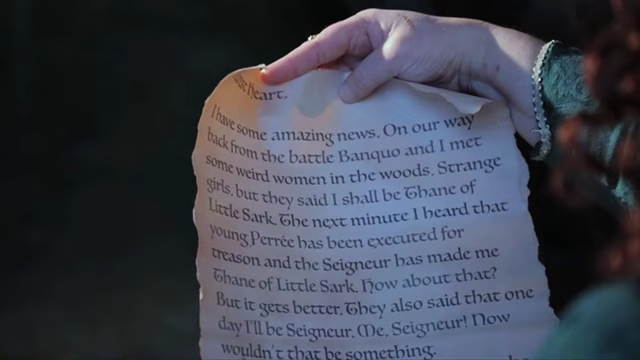 heart,
I have some amazing news. On our way
back from the battle Banquo and I met
some weird women in the woods. Strange
girls, but they said I shall be Thane of
Little Sark. The next minute I heard that
young Perrée has been executed for
treason and the Seigneur has made me
Thane of Little Sark. How about that?
But it gets better. They also said that one
day I'll be Seigneur. Me, Seigneur! Now
wouldn't that be something.